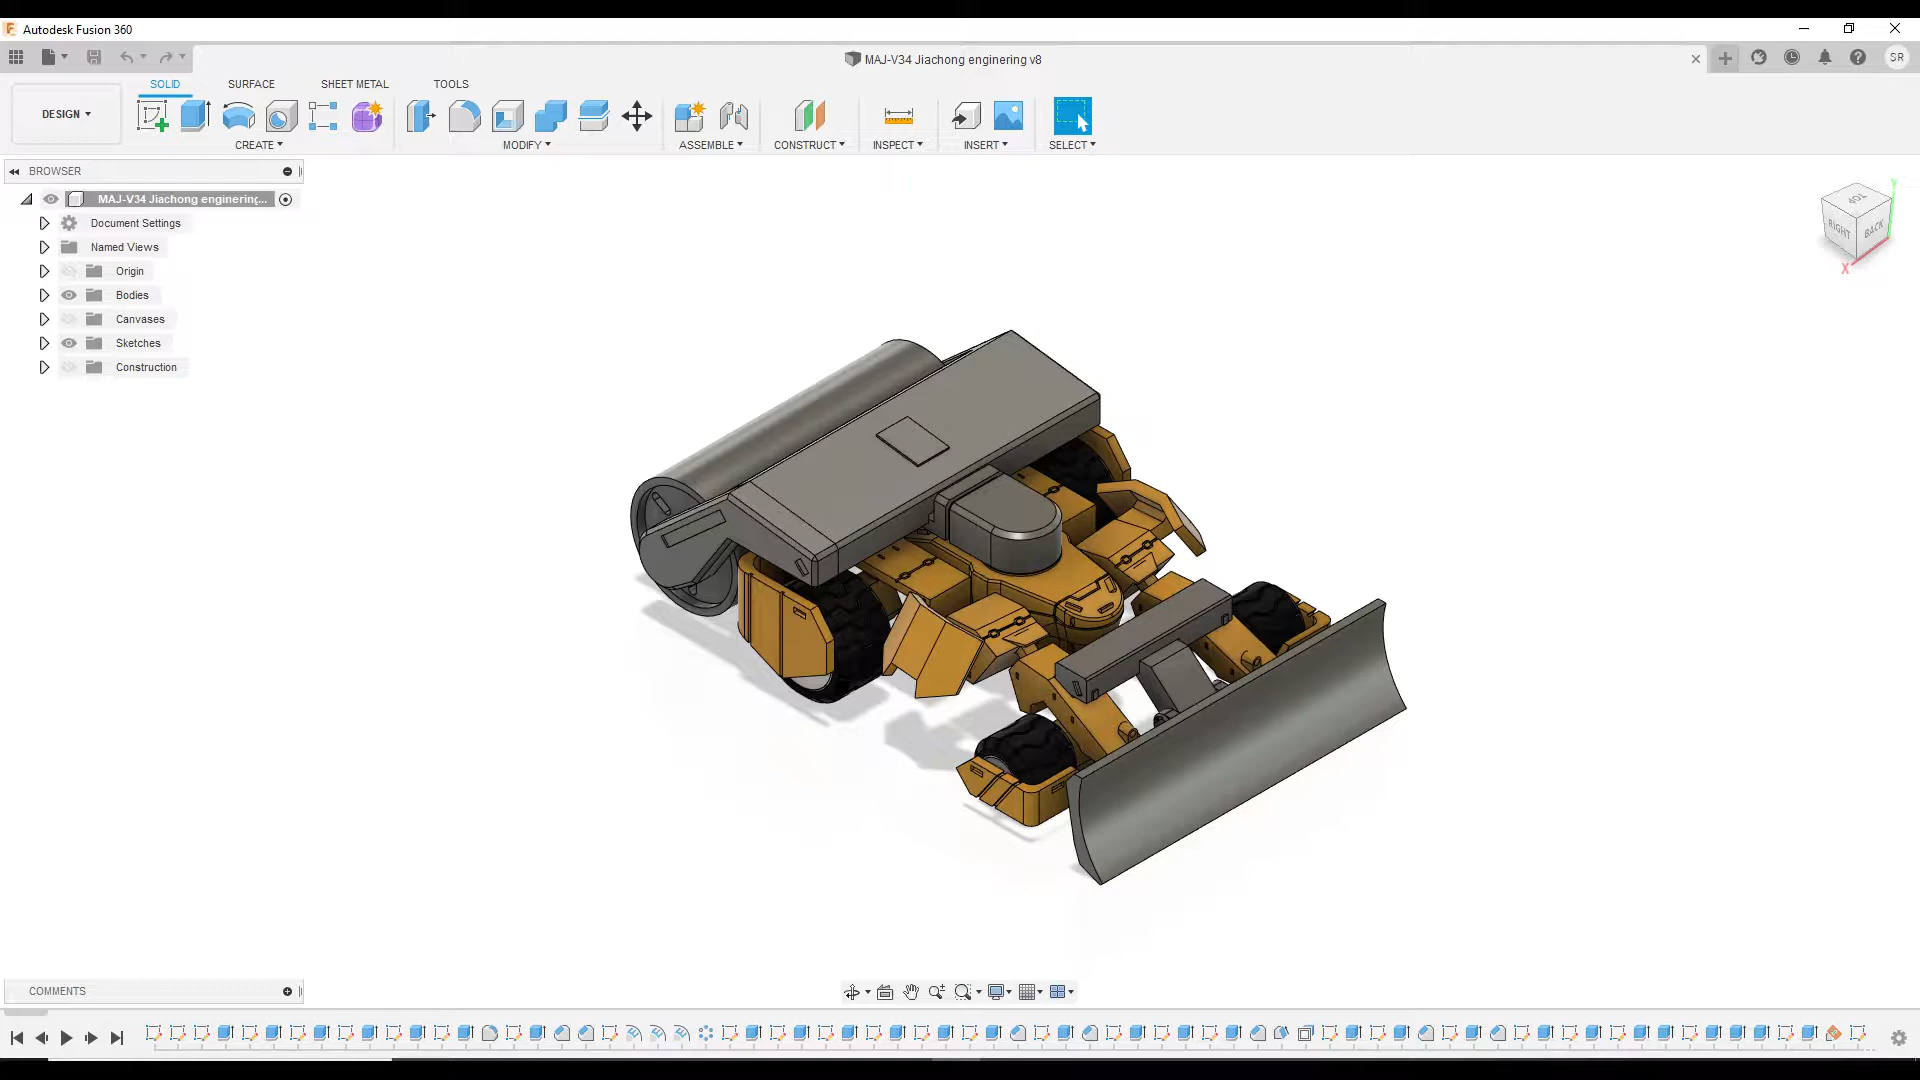 Autodesk Fusion 360
MAJ-V34 Jiachong enginering v8
SR
SOLID
SURFACE
SHEET METAL
TOOLS
DESIGN
CREATE
MODIFY
ASSEMBLE
CONSTRUCT
INSPECT
INSERT
SELECT
BROWSER
MAJ-V34 Jiachong enginering...
Document Settings
Named Views
Origin
Bodies
Canvases
Sketches
Construction
TOP
RIGHT
BACK
Y
X
COMMENTS